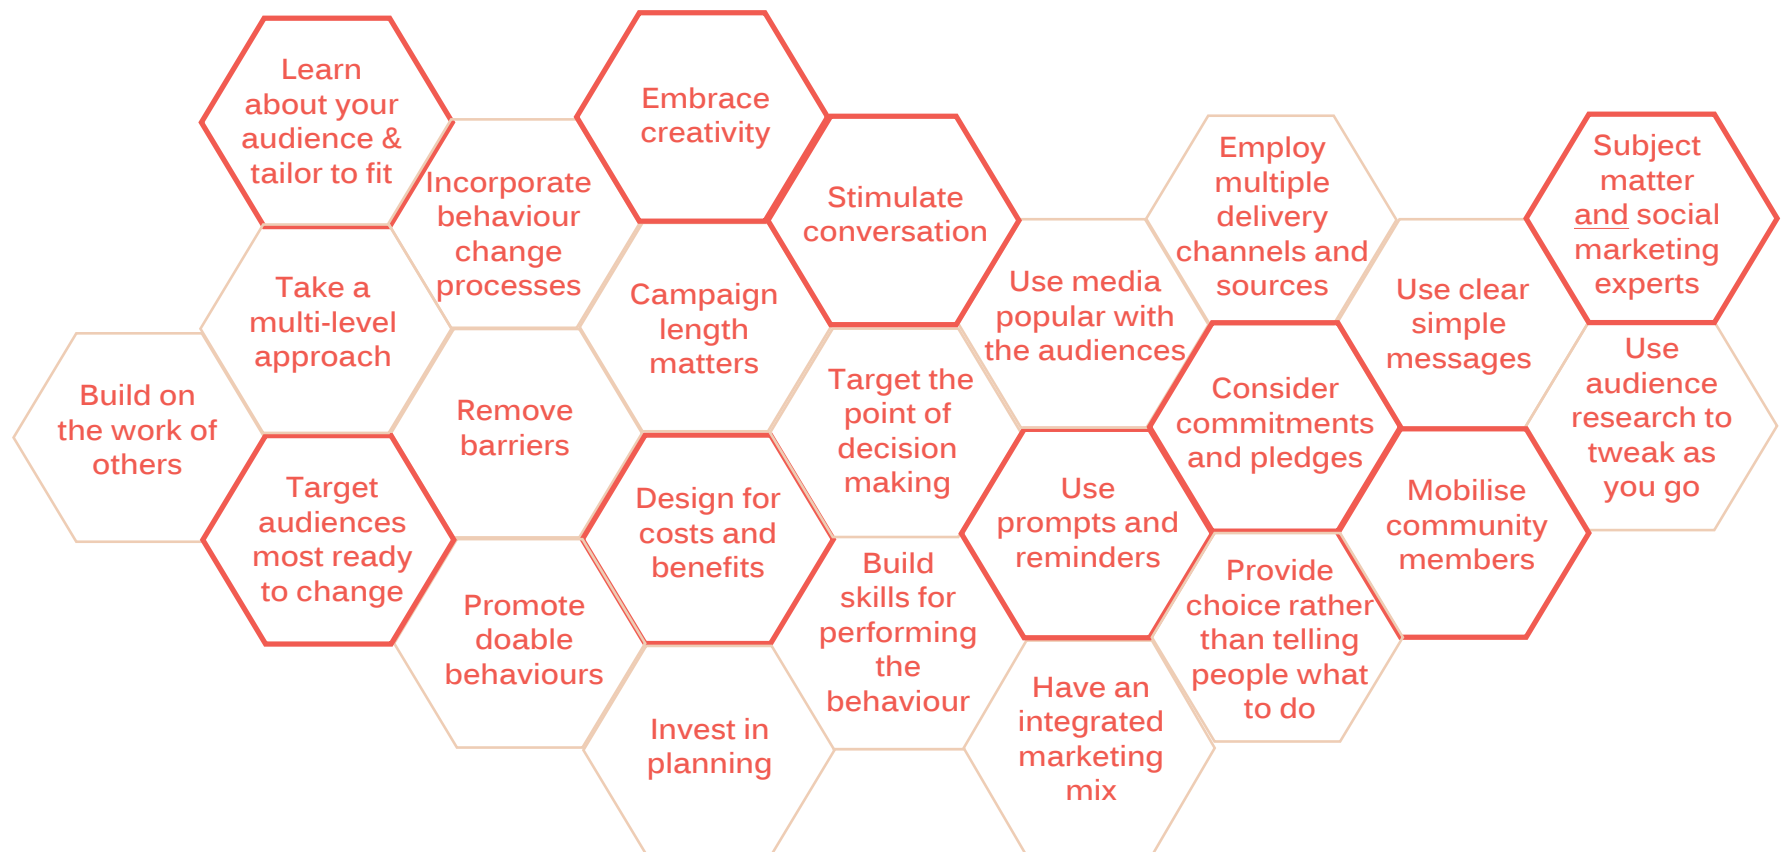 Learn
about your
audience &
tailor to fit
Embrace
creativity
Incorporate
behaviour
change
processes
Stimulate
conversation
Employ
multiple
delivery
channels and
sources
Subject
matter
and social
marketing
experts
Take a
multi-level
approach
Campaign
length
matters
Use media
popular with
the audiences
Use clear
simple
messages
Build on
the work of
others
Remove
barriers
Target the
point of
decision
making
Consider
commitments
and pledges
Use
audience
research to
tweak as
you go
Target
audiences
most ready
to change
Design for
costs and
benefits
Use
prompts and
reminders
Mobilise
community
members
Promote
doable
behaviours
Build
skills for
performing
the
behaviour
Provide
choice rather
than telling
people what
to do
Invest in
planning
Have an
integrated
marketing
mix